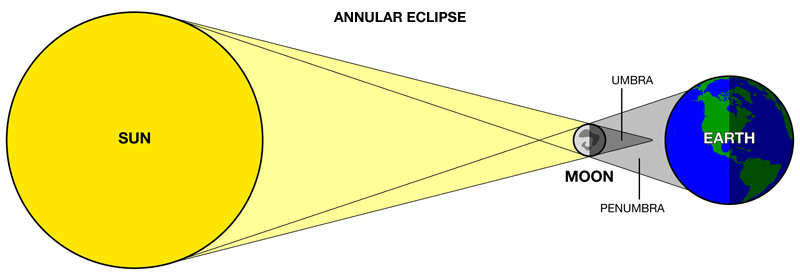 ANNULAR ECLIPSE
UMBRA
SUN
EARTH
MOON
PENUMBRA